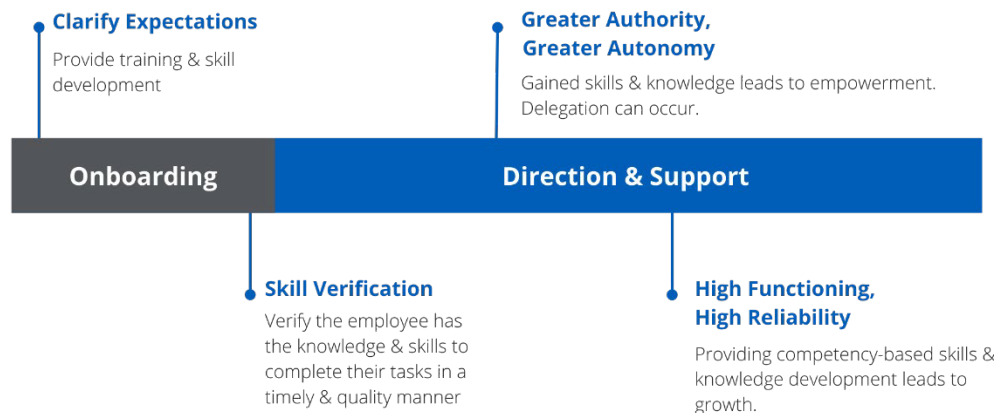 Clarify Expectations
Provide training & skill
development
Greater Authority,
Greater Autonomy
Gained skills & knowledge leads to empowerment.
Delegation can occur.
Onboarding
Direction & Support
Skill Verification
Verify the employee has
the knowledge & skills to
complete their tasks in a
timely & quality manner
High Functioning,
High Reliability
Providing competency-based skills &
knowledge development leads to
growth.